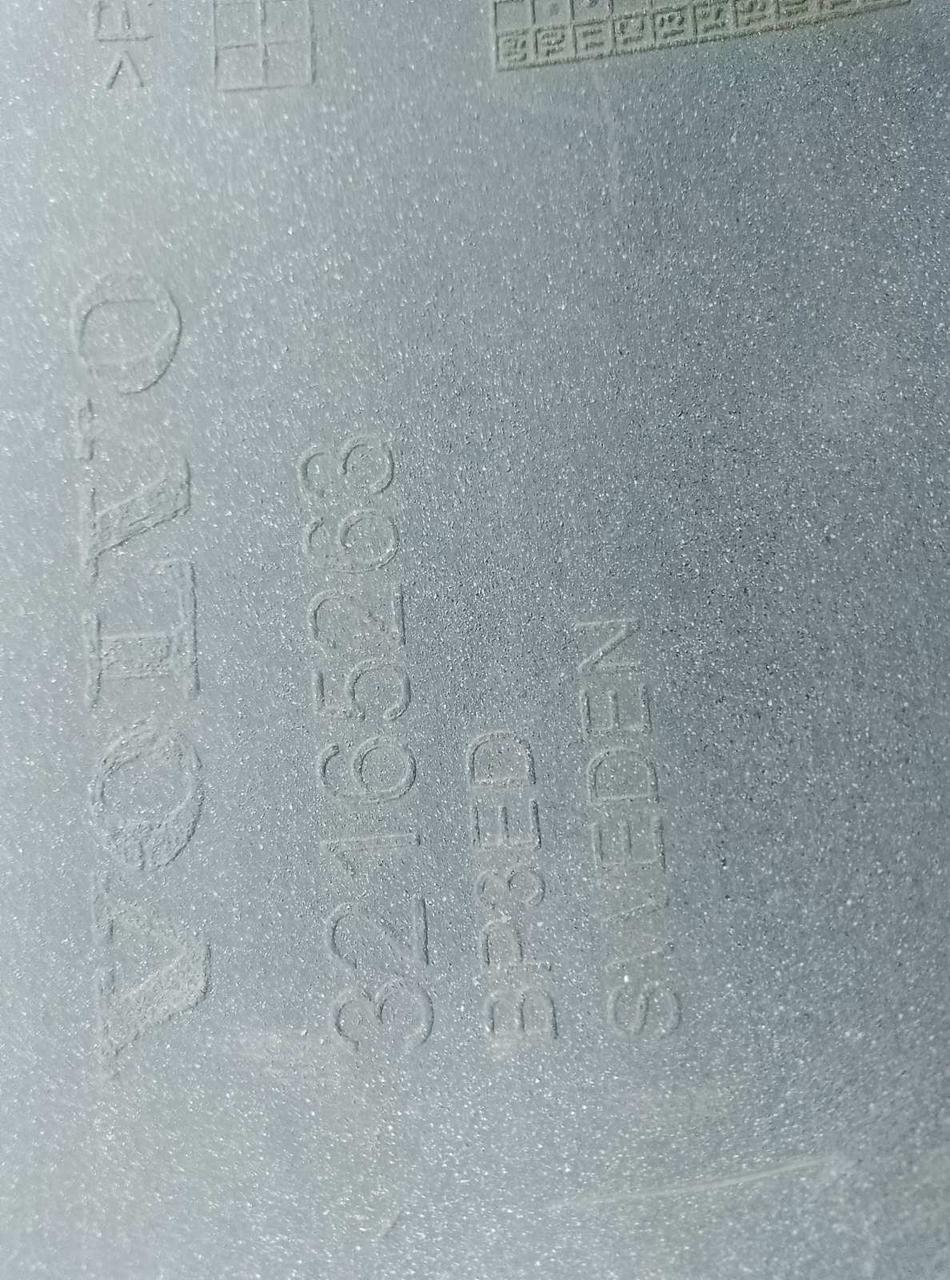 VOLVO
32165268
BP3ED
SWEDEN